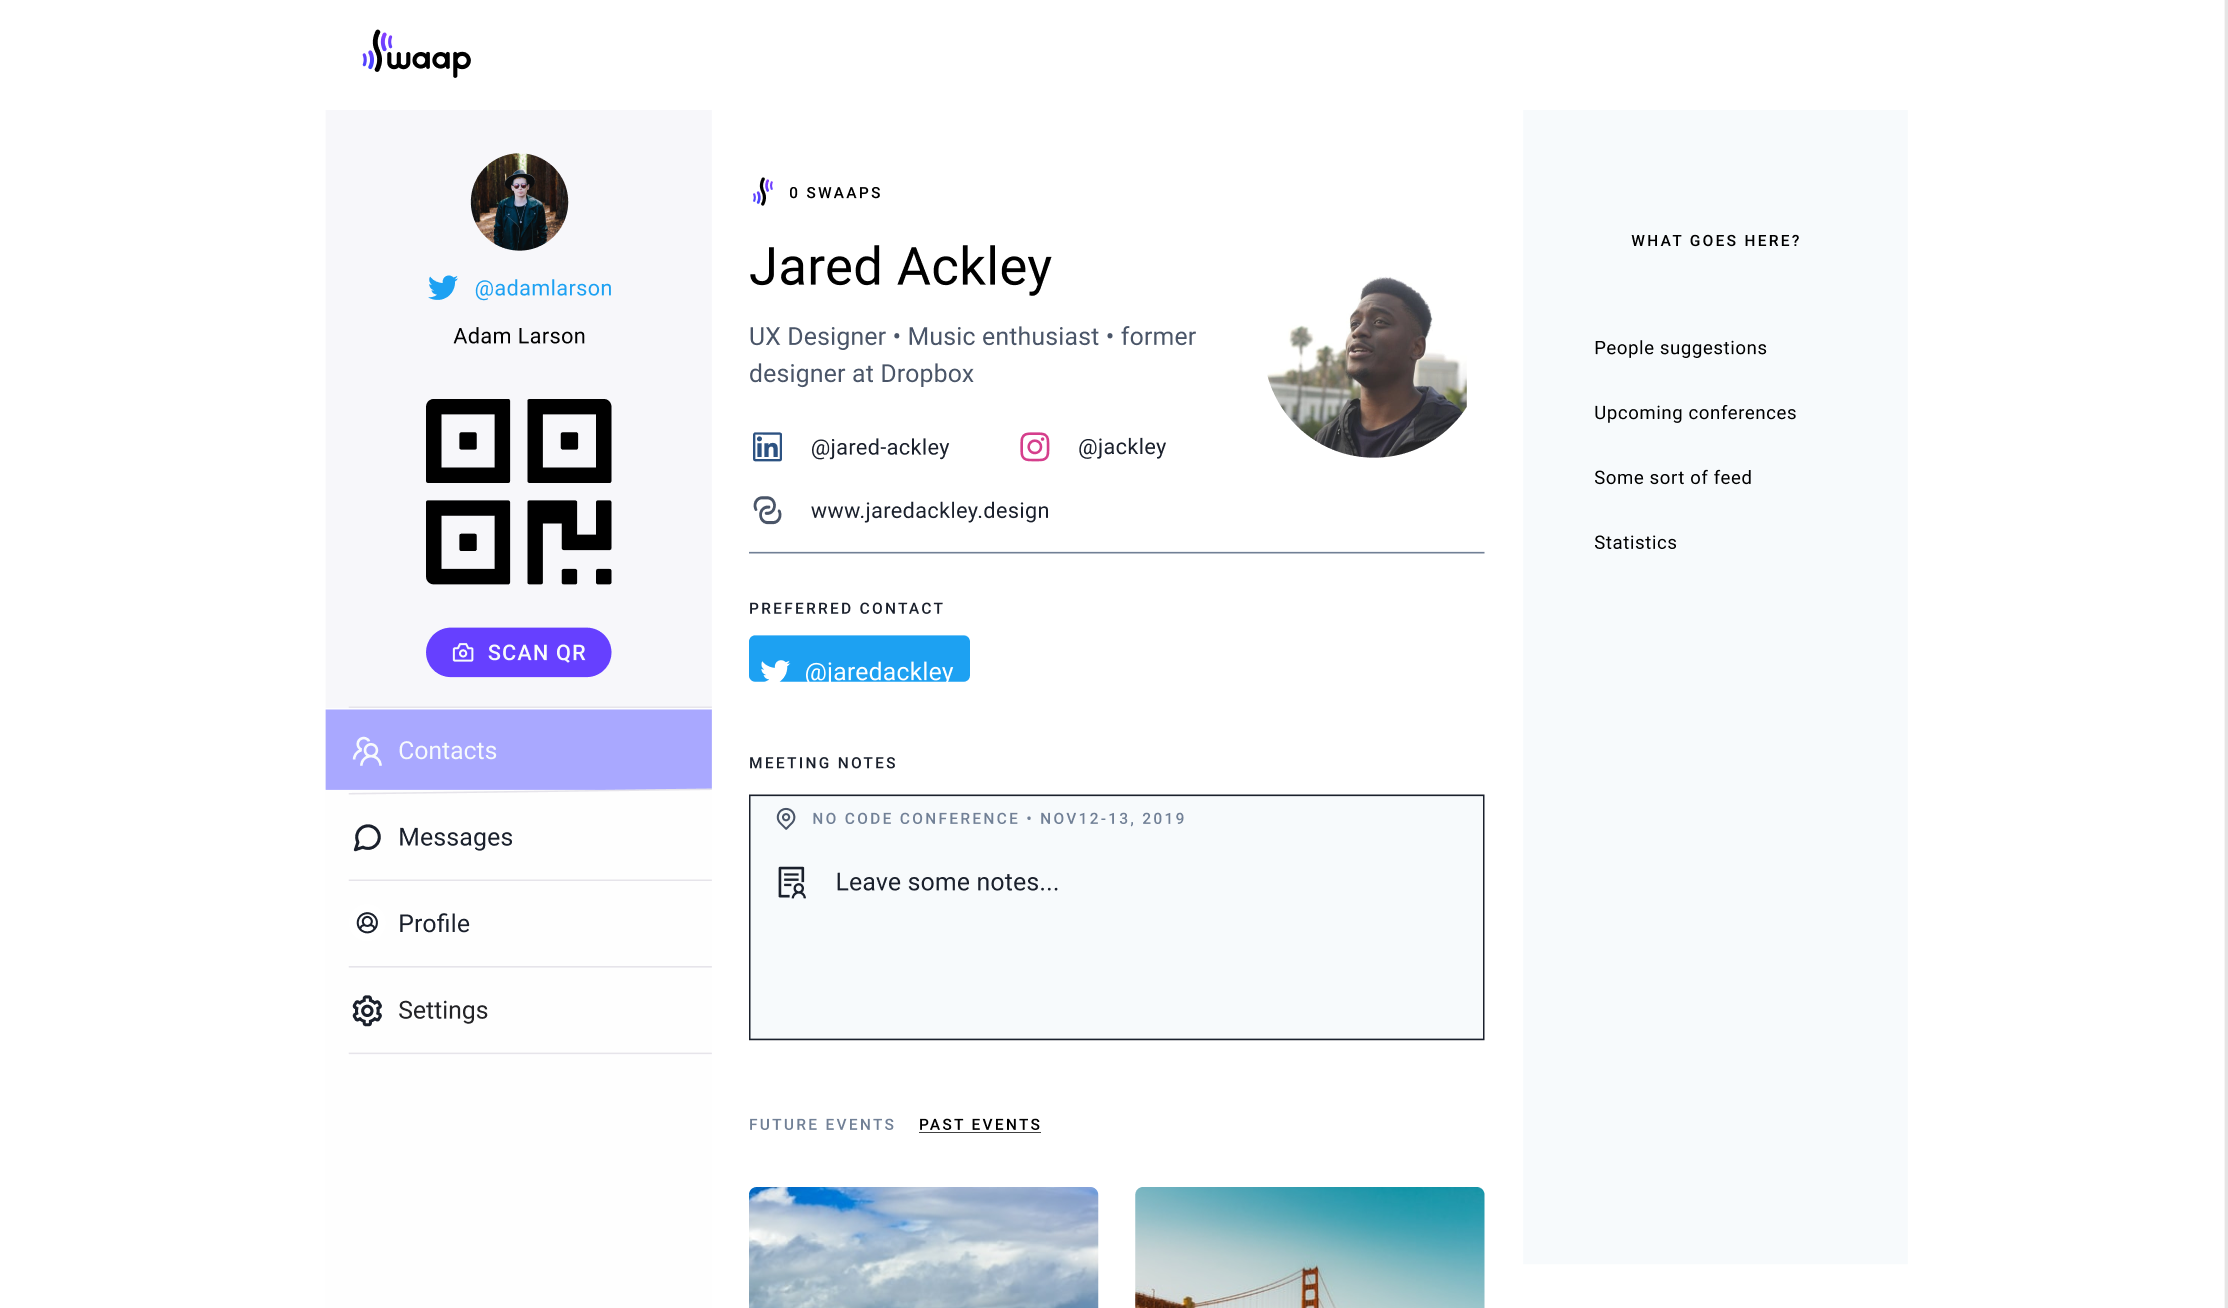 Swaap
@adamlarson
Adam Larson
SCAN QR
Contacts
Messages
Profile
Settings
0 SWAAPS
Jared Ackley
UX Designer • Music enthusiast • former
designer at Dropbox
@jared-ackley
@jackley
www.jaredackley.design
PREFERRED CONTACT
@jaredackley
MEETING NOTES
NO CODE CONFERENCE • NOV12-13, 2019
Leave some notes...
FUTURE EVENTS
PAST EVENTS
WHAT GOES HERE?
People suggestions
Upcoming conferences
Some sort of feed
Statistics